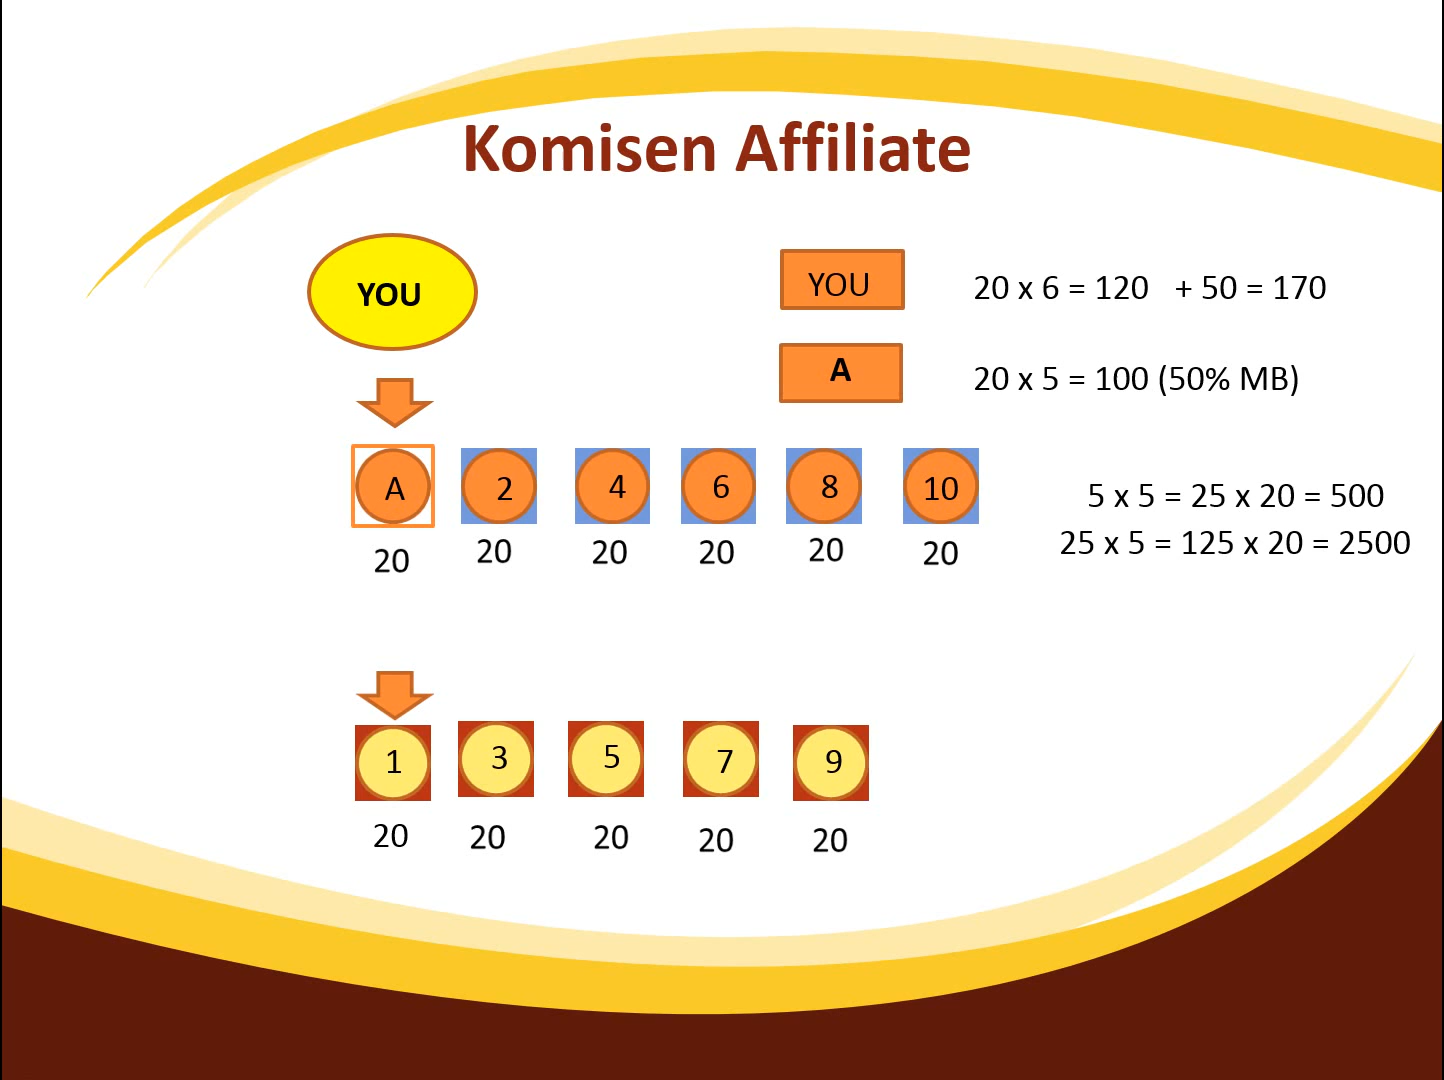 Komisen Affiliate
YOU
YOU
20 x 6 = 120 + 50 = 170
A
20 x 5 = 100 (50% MB)
A
2
4
6
8
10
20
20
20
20
20
20
5 x 5 = 25 x 20 = 500
25 x 5 = 125 x 20 = 2500
1
3
5
7
9
20
20
20
20
20